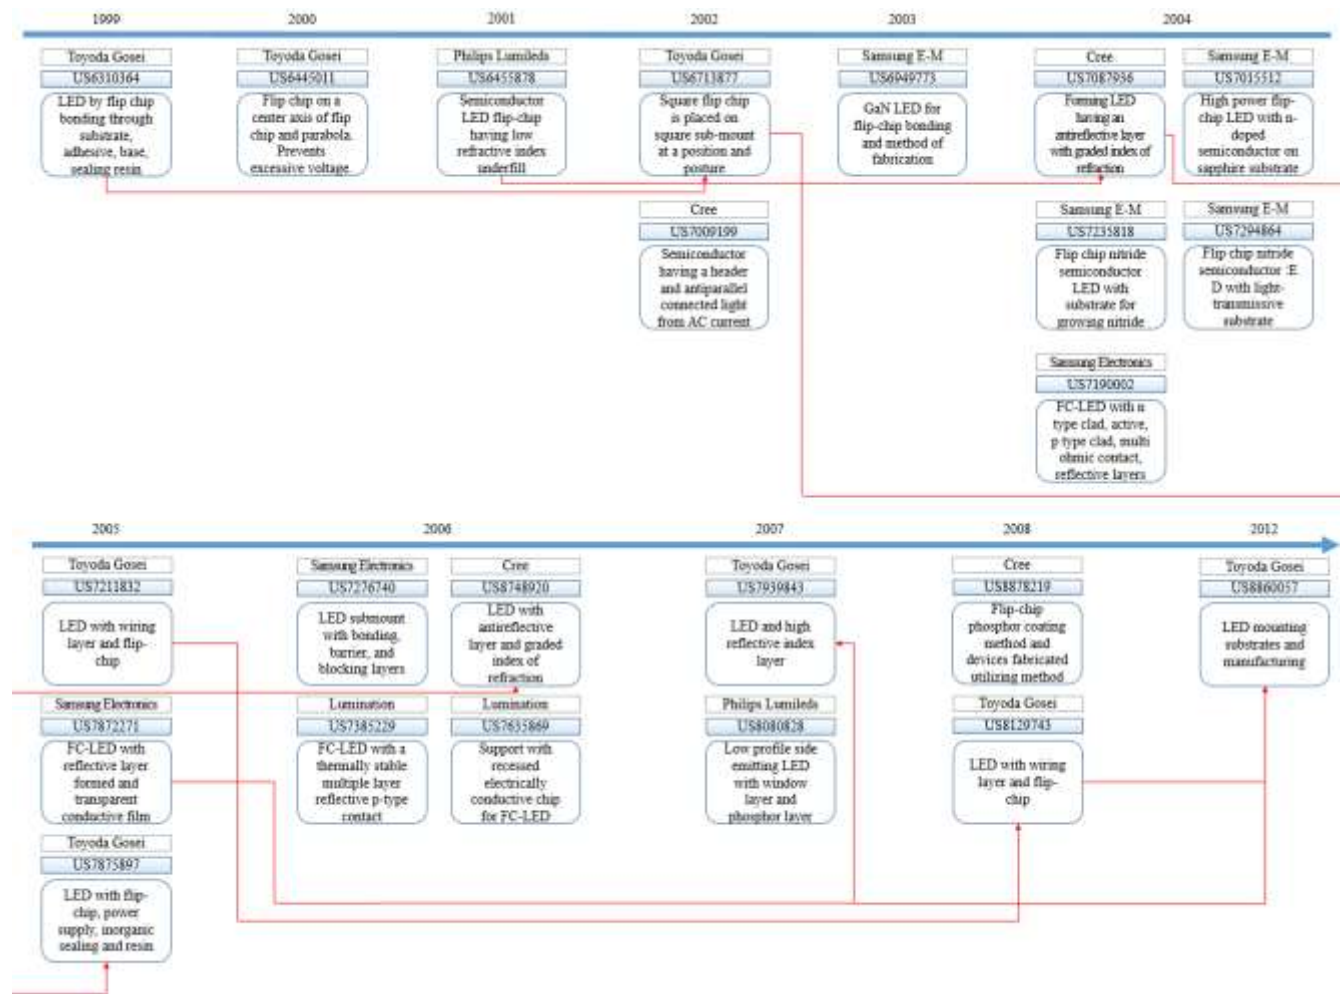 1999
2000
2001
2002
2003
2004
Toyoda Gosei
US6310364
LED by flip chip
bonding through
substrate,
adhesive, base,
sealing resin
Toyoda Gosei
US6445011
Flip chip on a
center axis of flip
chip and parabola.
Prevents
excessive voltage
Philips Lumileds
US6455878
Semiconductor
LED flip-chip
having low
refractive index
underfill
Toyoda Gosei
US6713877
Square flip chip
is placed on
square sub-mount
at a position and
posture
Samsung E-M
US6949773
GaN LED for
flip-chip bonding
and method of
fabrication
Cree
US7087936
Forming LED
having an
antireflective layer
with graded index of
refraction
Samsung E-M
US7015512
High power flip-
chip LED with n-
doped
semiconductor on
sapphire substrate
Cree
US7009199
Semiconductor
having a header
and antiparallel
connected light
from AC current
Samsung E-M
US7235818
Flip chip nitride
semiconductor
LED with
substrate for
growing nitride
Samsung E-M
US7294864
Flip chip nitride
semiconductor :E
D with light-
transmissive
substrate
Samsung Electronics
US7190002
FC-LED with n
type clad, active,
p type clad, multi
ohmic contact,
reflective layers
2005
2006
2007
2008
2012
Toyoda Gosei
US7211832
LED with wiring
layer and flip-
chip
Samsung Electronics
US7276740
LED submount
with bonding,
barrier, and
blocking layers
Cree
US8748920
LED with
antireflective
layer and graded
index of
refraction
Toyoda Gosei
US7939843
LED and high
reflective index
layer
Cree
US8878219
Flip-chip
phosphor coating
method and
devices fabricated
utilizing method
Toyoda Gosei
US8860057
LED mounting
substrates and
manufacturing
Samsung Electronics
US7872271
FC-LED with
reflective layer
formed and
transparent
conductive film
Lumination
US7385229
FC-LED with a
thermally stable
multiple layer
reflective p-type
contact
Lumination
US7635869
Support with
recessed
electrically
conductive chip
for FC-LED
Philips Lumileds
US8080828
Low profile side
emitting LED
with window
layer and
phosphor layer
Toyoda Gosei
US8129743
LED with wiring
layer and flip-
chip
Toyoda Gosei
US7875897
LED with flip-
chip, power
supply, inorganic
sealing and resin